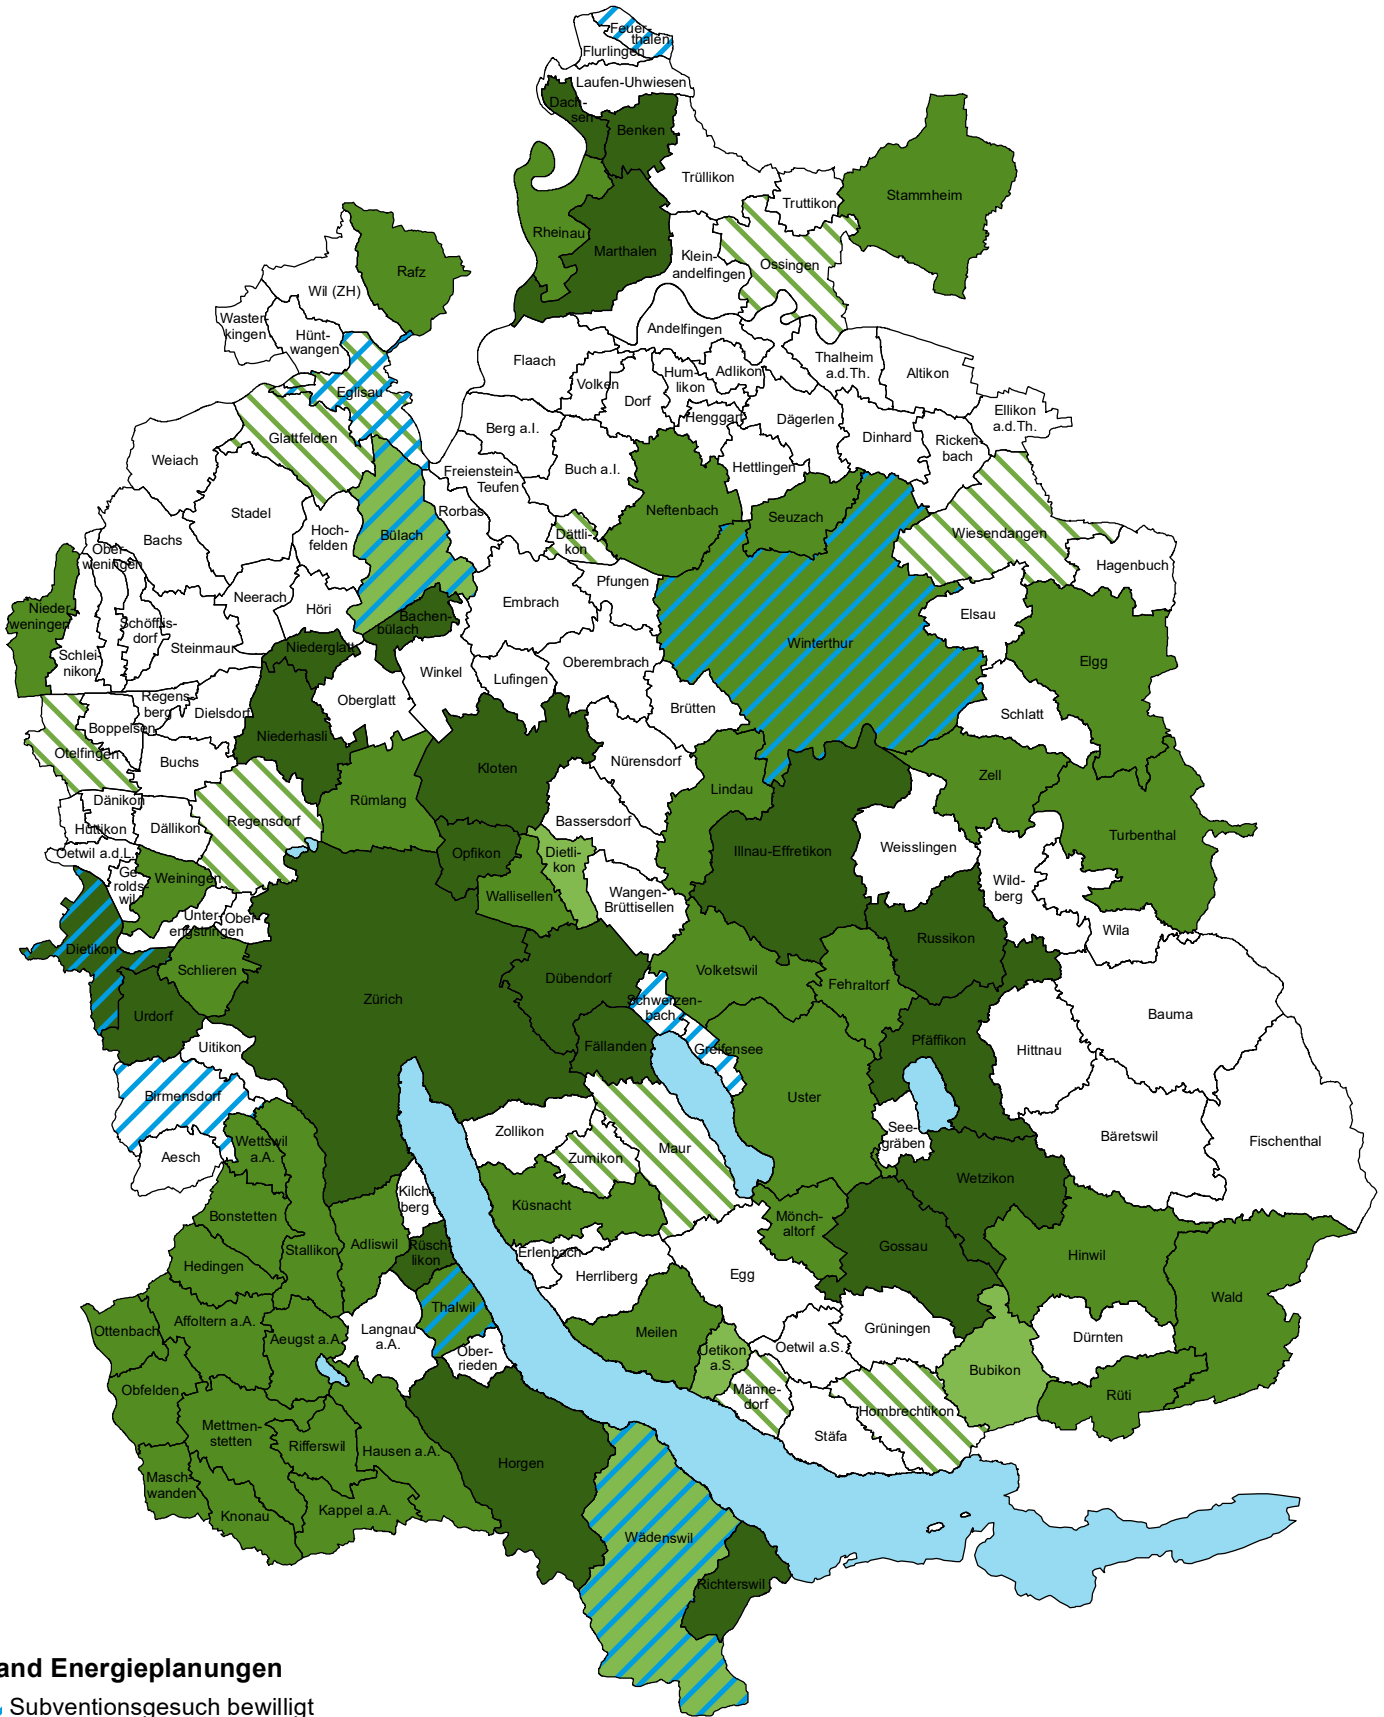 Feuer-
thalen
Flurlingen
Laufen-Uhwiesen
Dach-
sen
Benken
Trüllikon
Truttikon
Stammheim
Rheinau
Marthalen
Klein-
andelfingen
Ossingen
Rafz
Wil (ZH)
Waster-
kingen
Hünt-
wangen
Andelfingen
Flaach
Thalheim
a.d.Th.
Altikon
Volken
Dorf
Hum-
likon
Adlikon
Eglisau
Henggart
Dägerlen
Ellikon
a.d.Th.
Glattfelden
Berg a.I.
Dinhard
Ricken-
bach
Weiach
Freienstein-
Teufen
Buch a.I.
Hettlingen
Stadel
Rorbas
Neftenbach
Seuzach
Hoch-
felden
Bülach
Dättli-
kon
Wiesendangen
Bachs
Ober-
weningen
Hagenbuch
Pfungen
Neerach
Höri
Embrach
Elsau
Nieder-
weningen
Schöfflis-
dorf
Steinmaur
Bachen-
bülach
Niederglatt
Winterthur
Schlei-
nikon
Oberembrach
Elgg
Winkel
Lufingen
Regens-
berg
Dielsdorf
Oberglatt
Brütten
Schlatt
Boppelsen
Otelfingen
Buchs
Niederhasli
Kloten
Nürensdorf
Zell
Lindau
Dänikon
Hüttikon
Dällikon
Regensdorf
Rümlang
Bassersdorf
Turbenthal
Oetwil a.d.L.
Opfikon
Dietli-
kon
Illnau-Effretikon
Weisslingen
Ge-
rolds-
wil
Weiningen
Wallisellen
Wangen-
Brüttisellen
Wild-
berg
Unter-
engstringen
Ober-
Wila
Dietikon
Russikon
Schlieren
Zürich
Dübendorf
Volketswil
Fehraltorf
Schwerzen-
bach
Urdorf
Bauma
Uitikon
Fällanden
Greifensee
Pfäffikon
Hittnau
Birmensdorf
Uster
Zollikon
See-
gräben
Bäretswil
Fischenthal
Wettswil
a.A.
Aesch
Zumikon
Maur
Wetzikon
Kilch-
berg
Küsnacht
Bonstetten
Mönch-
altorf
Adliswil
Rüsch-
likon
Stallikon
Erlenbach
Gossau
Hinwil
Hedingen
Herrliberg
Egg
Wald
Thalwil
Affoltern a.A.
Ottenbach
Aeugst a.A.
Langnau
a.A.
Meilen
Grüningen
Dürnten
Oetwil a.S.
Ober-
rieden
Uetikon
a.S.
Bubikon
Obfelden
Männe-
dorf
Rüti
Hombrechtikon
Mettmen-
stetten
Rifferswil
Hausen a.A.
Stäfa
Horgen
Masch-
wanden
Knonau
Kappel a.A.
Wädenswil
Richterswil
and Energieplanungen
Subventionsgesuch bewilligt